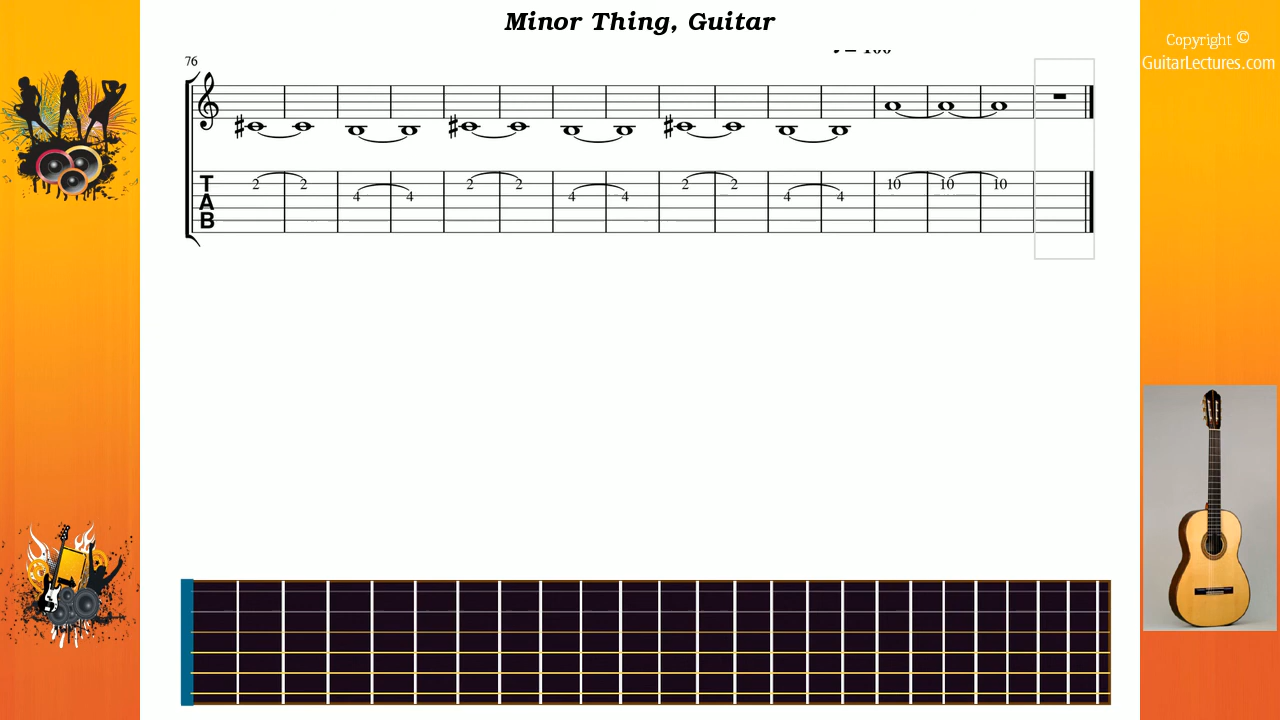 Minor Thing, Guitar
Copyright ©
GuitarLectures.com
76
T
A
B
2 2 4 4 2 2 4 4 2 2 4 4 10 10 10